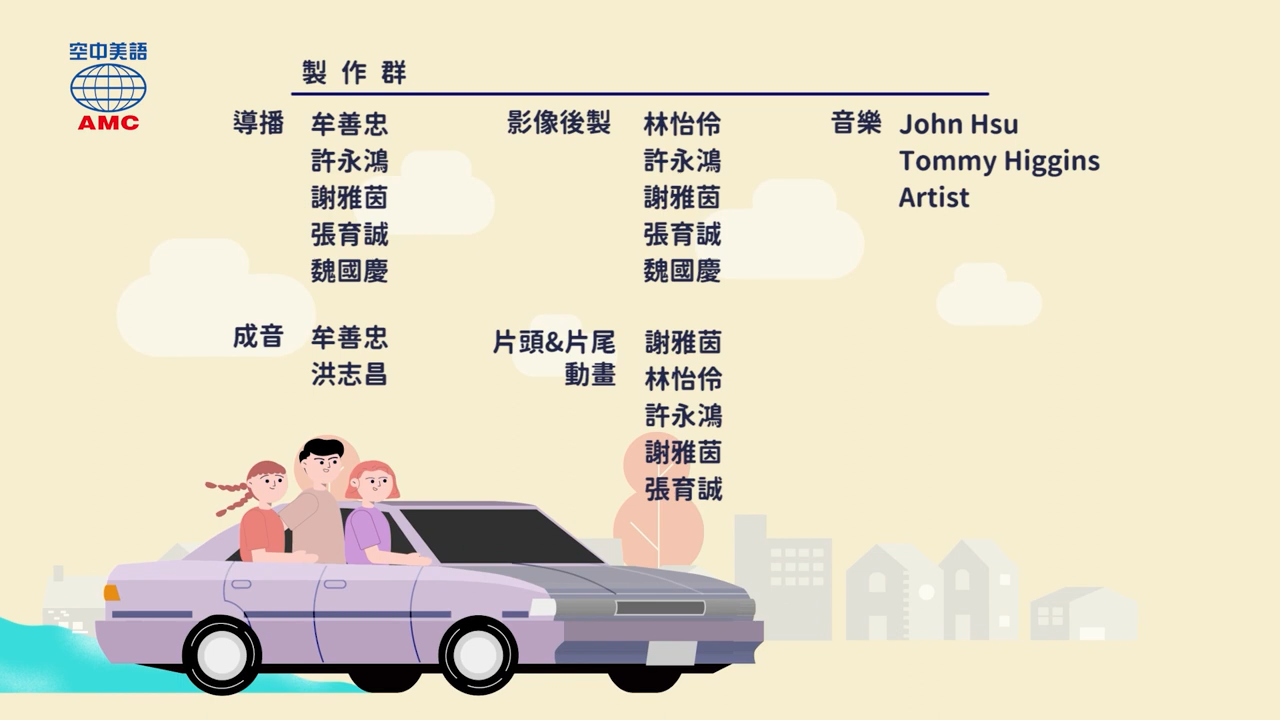 空中美語
AMC
製作群
導播
牟善忠
許永鴻
謝雅茵
張育誠
魏國慶
成音
牟善忠
洪志昌
影像後製
林怡伶
許永鴻
謝雅茵
張育誠
魏國慶
片頭&片尾
動畫
謝雅茵
林怡伶
許永鴻
謝雅茵
張育誠
音樂
John Hsu
Tommy Higgins
Artist